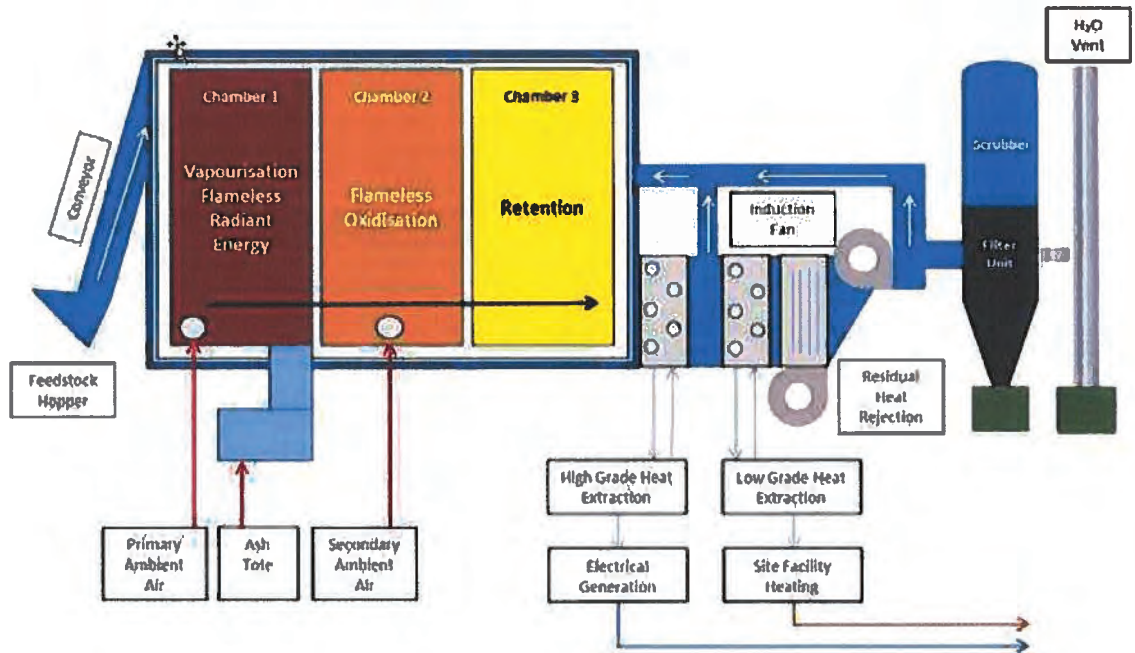 H₂O
Vent
Conveyor
Chamber 1
Vapourisation
Flameless
Radiant
Energy
Chamber 2
Flameless
Oxidisation
Chamber 3
Retention
Induction
Fan
Scrubber
Filter
Unit
Feedstock
Hopper
Residual
Heat
Rejection
High Grade Heat
Extraction
Low Grade Heat
Extraction
Primary
Ambient
Air
Ash
Tote
Secondary
Ambient
Air
Electrical
Generation
Site Facility
Heating